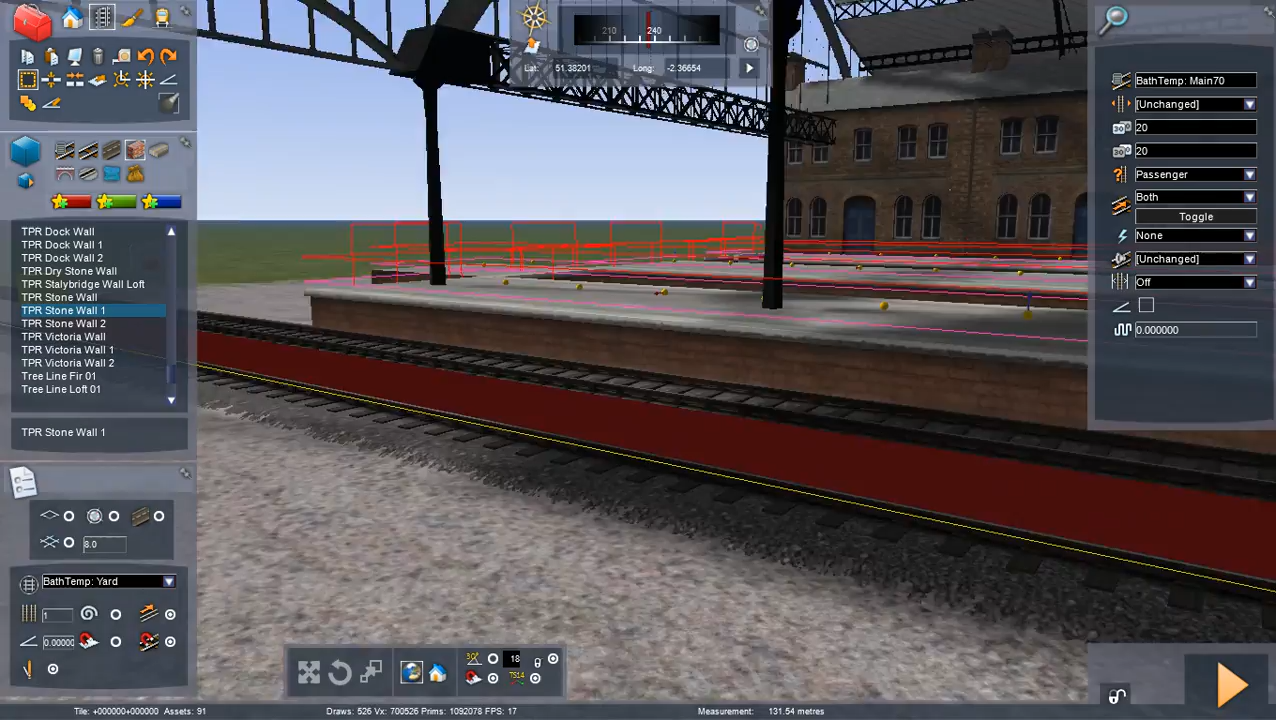 210
240
Lat:
51.38201
Long:
-2.36654
TPR Dock Wall
TPR Dock Wall 1
TPR Dock Wall 2
TPR Dry Stone Wall
TPR Stalybridge Wall Loft
TPR Stone Wall
TPR Stone Wall 1
TPR Stone Wall 2
TPR Victoria Wall
TPR Victoria Wall 1
TPR Victoria Wall 2
Tree Line Fir 01
Tree Line Loft 01
TPR Stone Wall 1
8.0
BathTemp: Yard
1
0.00000
BathTemp: Main70
[Unchanged]
20
20
Passenger
Both
Toggle
None
[Unchanged]
Off
0.000000
18
TS14
Tile: +000000+000000 Assets: 91
Draws: 526 Vx: 700526 Prims: 1092078 FPS: 17
Measurement: 131.54 metres